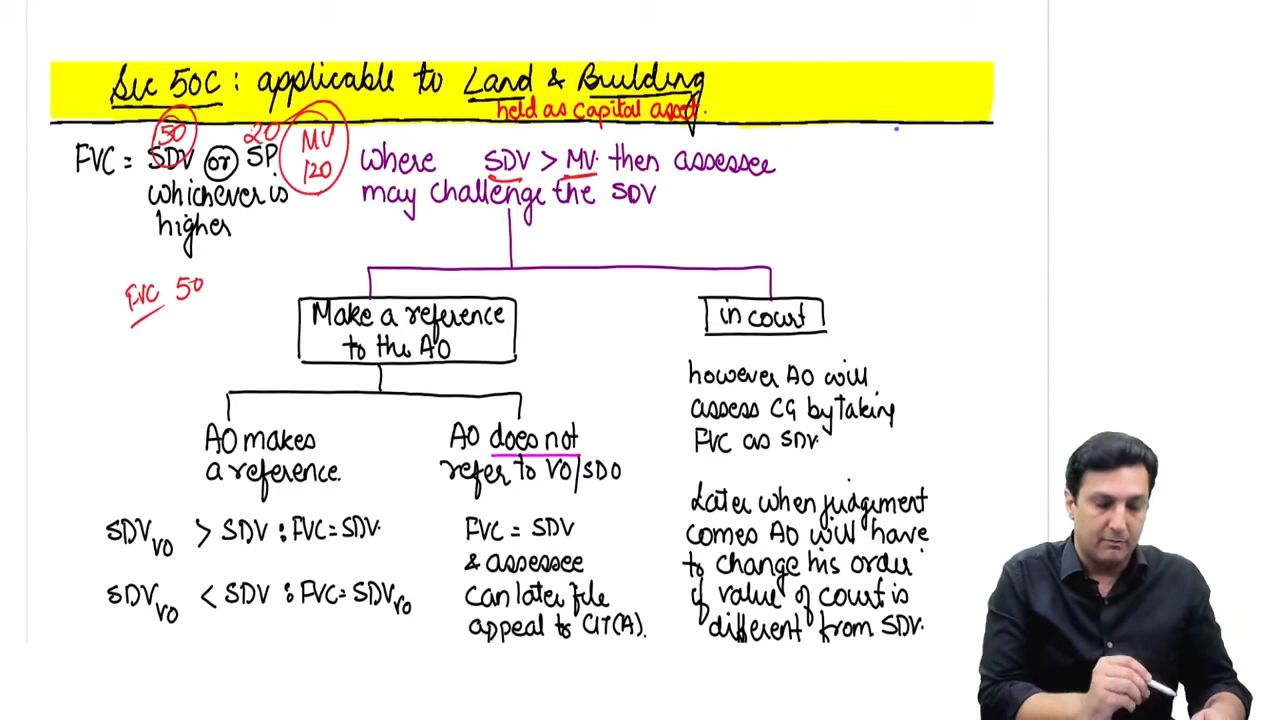 Sec 50C : applicable to Land & Building
held as capital asset.
50 20 MV
120
FVC = SDV or SP
whichever is
higher
where SDV > MV. then assessee
may challenge the SDV
FVC 50
Make a reference
to the AO
in court
AO makes
a reference.
SDVvo > SDV : FVC = SDV.
SDVvo < SDV : FVC = SDVvo
AO does not
refer to VO/SDO
FVC = SDV
& assessee
can later file
appeal to CIT(A).
however AO will
assess CG by taking
FVC as SDV.
Later when judgement
comes AO will have
to change his order
if value of court is
different from SDV.